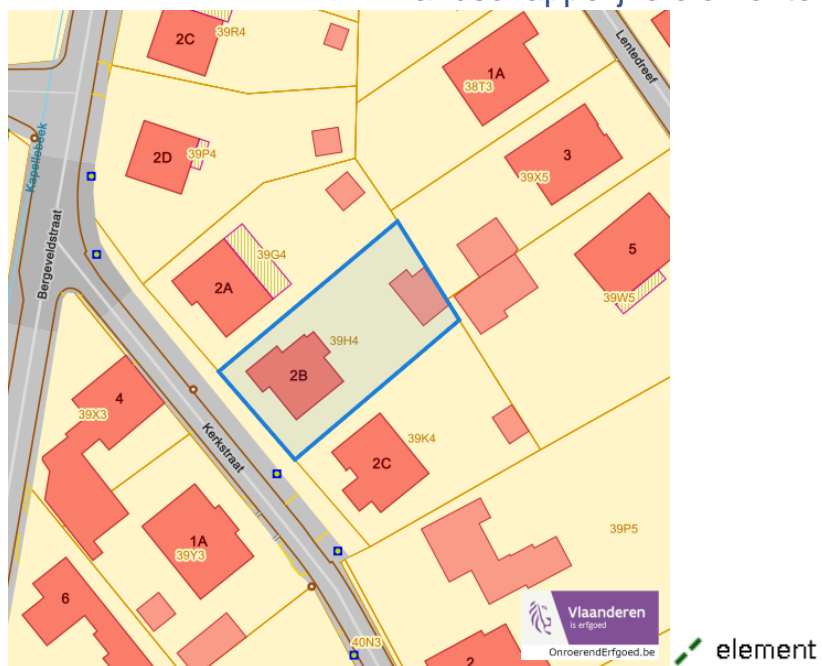 2C
39R4
Lentedreef
1A
38T3
Kapellebeek
2D
39P4
3
39X5
Bergeveldstraat
39G4
2A
5
39W5
39H4
2B
4
39X3
Kerkstraat
39K4
2C
39P5
1A
39Y3
6
40N3
2
Vlaanderen
is erfgoed
OnroerendErfgoed.be
element